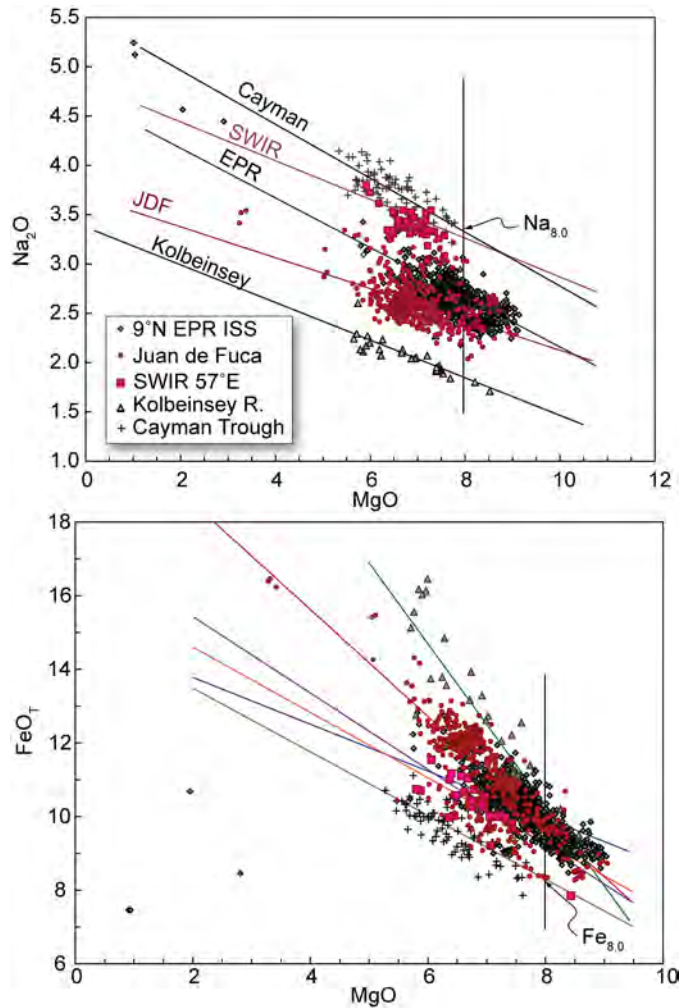 5.5
5.0
4.5
4.0
3.5
3.0
2.5
2.0
1.5
1.0
Na2O
Cayman
SWIR
EPR
JDF
Kolbeinsey
Na8.0
9°N EPR ISS
Juan de Fuca
SWIR 57°E
Kolbeinsey R.
Cayman Trough
0 2 4 6 8 10 12
MgO
18
16
14
12
10
8
6
FeOT
Fe8.0
0 2 4 6 8 10
MgO